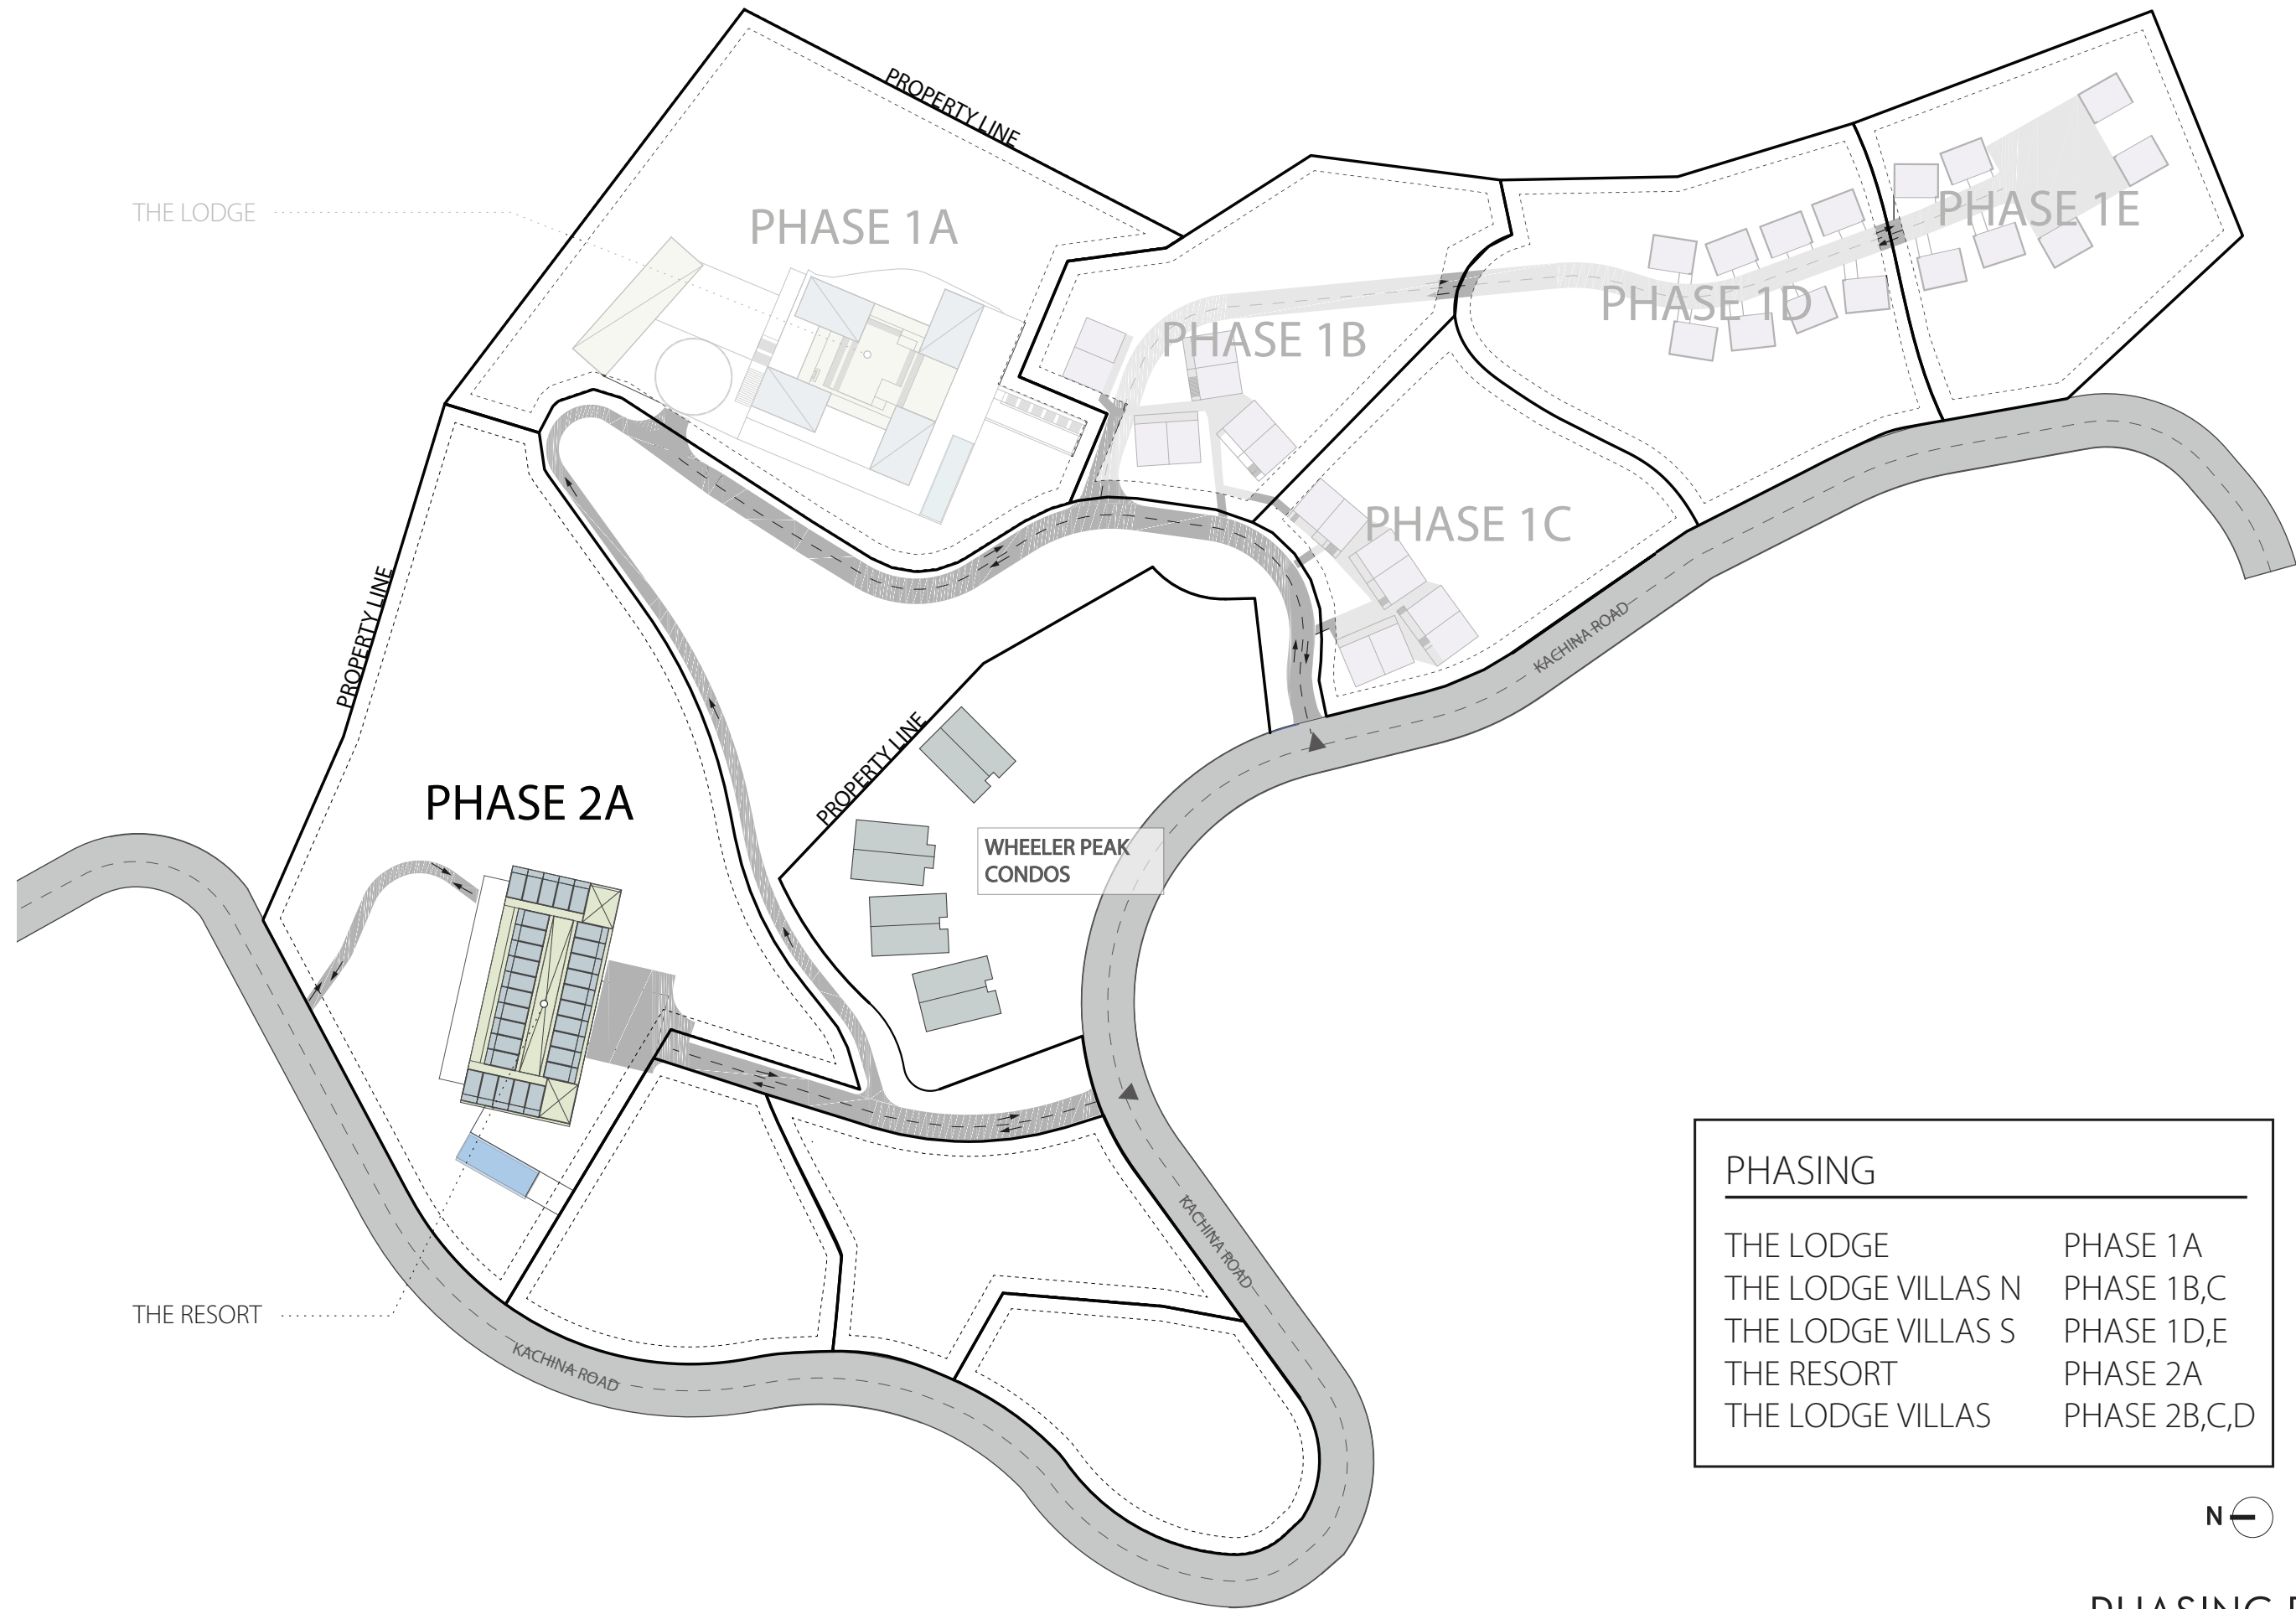 PROPERTY LINE
THE LODGE
PHASE 1A
PHASE 1E
PHASE 1D
PHASE 1B
PHASE 1C
PROPERTY LINE
KACHINA ROAD
PROPERTY LINE
PHASE 2A
WHEELER PEAK
CONDOS
KACHINA ROAD
THE RESORT
KACHINA ROAD
PHASING
THE LODGE PHASE 1A
THE LODGE VILLAS N PHASE 1B,C
THE LODGE VILLAS S PHASE 1D,E
THE RESORT PHASE 2A
THE LODGE VILLAS PHASE 2B,C,D
N
PHASING